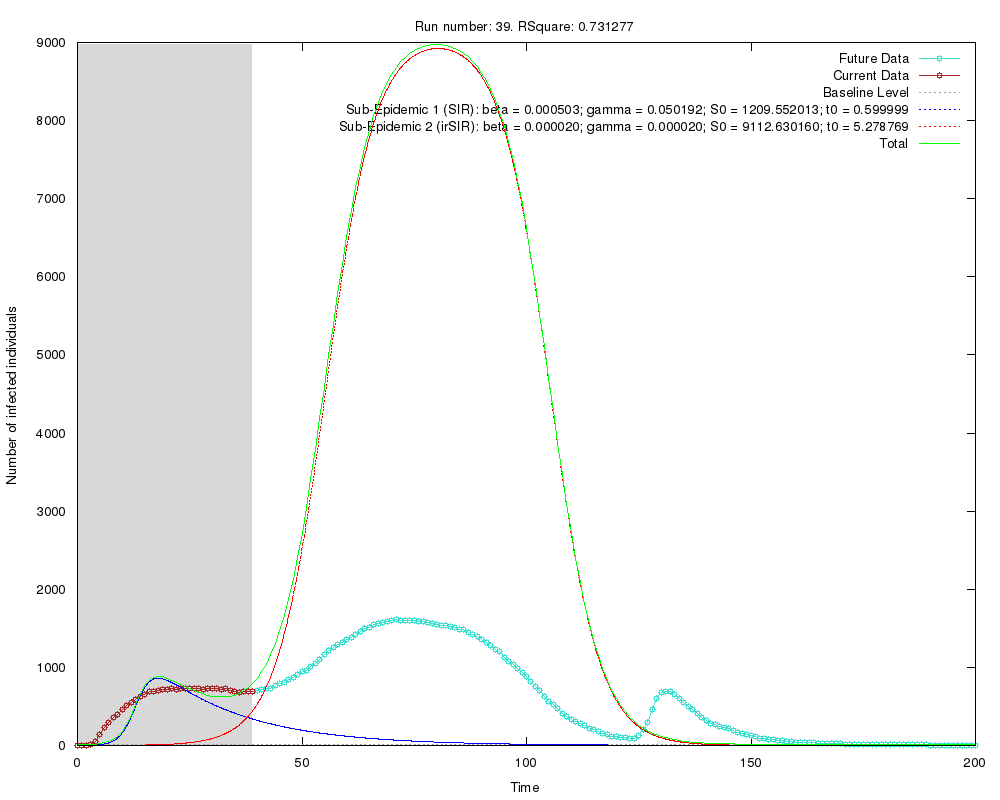 Run number: 39. RSquare: 0.731277
Future Data
Current Data
Baseline Level
Sub-Epidemic 1 (SIR): beta = 0.000503; gamma = 0.050192; S0 = 1209.552013; t0 = 0.599999
Sub-Epidemic 2 (irSIR): beta = 0.000020; gamma = 0.000020; S0 = 9112.630160; t0 = 5.278769
Total
9000
8000
7000
6000
5000
4000
3000
2000
1000
0
Number of infected individuals
0 50 100 150 200
Time